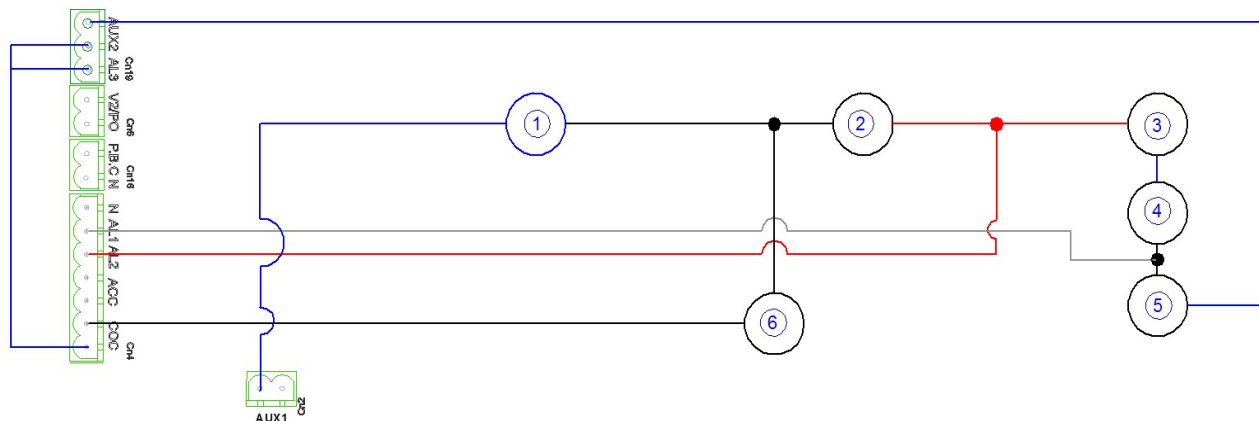 AUX2
AL3
Cn19
V2/PO
Cn6
P.B.C N
Cn16
N
AL1
AL2
ACC
COC
Cn4
1
2
3
4
5
6
AUX1
Cn2